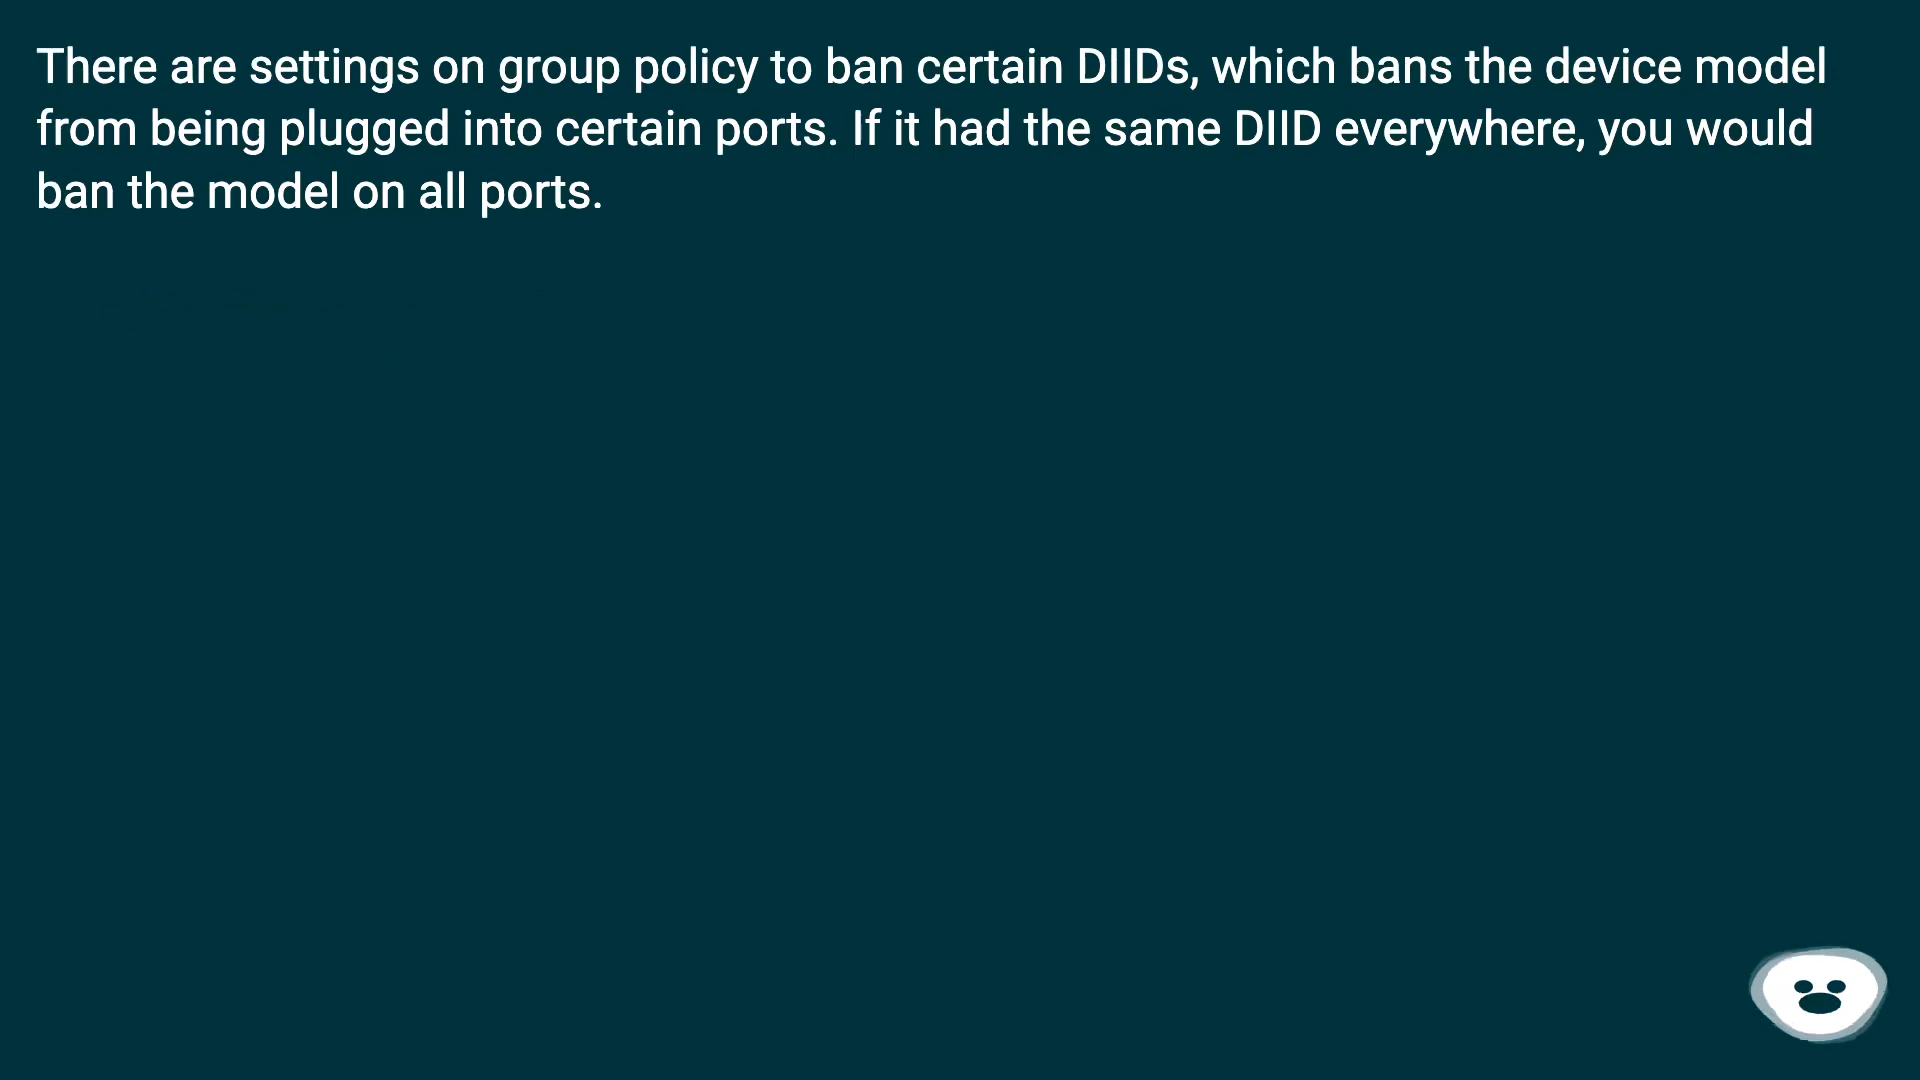 There are settings on group policy to ban certain DIIDs, which bans the device model
from being plugged into certain ports. If it had the same DIID everywhere, you would
ban the model on all ports.